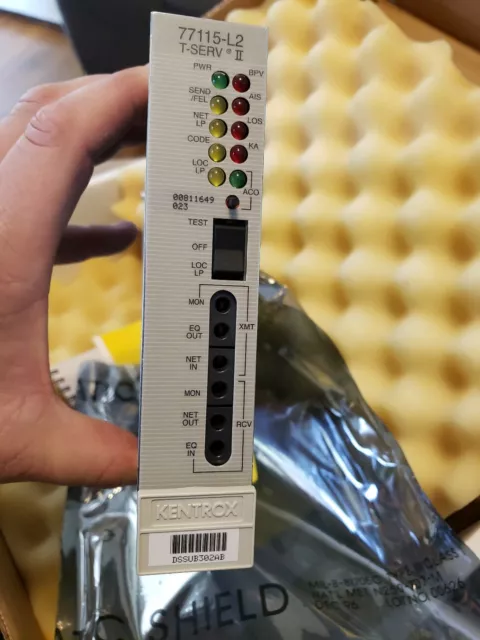 77115-L2
T-SERV® II
PWR
BPV
SEND
/FEL
AIS
NET
LP
LOS
CODE
KA
LOC
LP
ACO
00811649
023
TEST
OFF
LOC
LP
MON
EQ
OUT
XMT
NET
IN
MON
NET
OUT
RCV
EQ
IN
KENTROX
DSSUB302AB
SHIELD